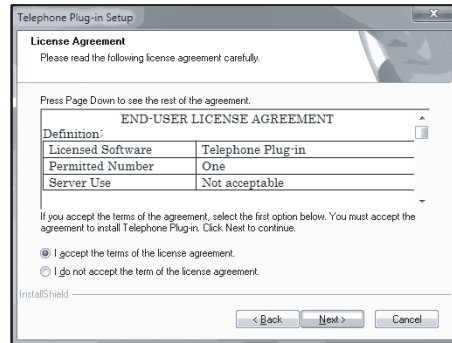 Telephone Plug-in Setup
License Agreement
Please read the following license agreement carefully.
Press Page Down to see the rest of the agreement.
END-USER LICENSE AGREEMENT
Definition:
Licensed Software Telephone Plug-in
Permitted Number One
Server Use Not acceptable
If you accept the terms of the agreement, select the first option below. You must accept the
agreement to install Telephone Plug-in. Click Next to continue.
I accept the terms of the license agreement.
I do not accept the term of the license agreement.
InstallShield
< Back Next > Cancel